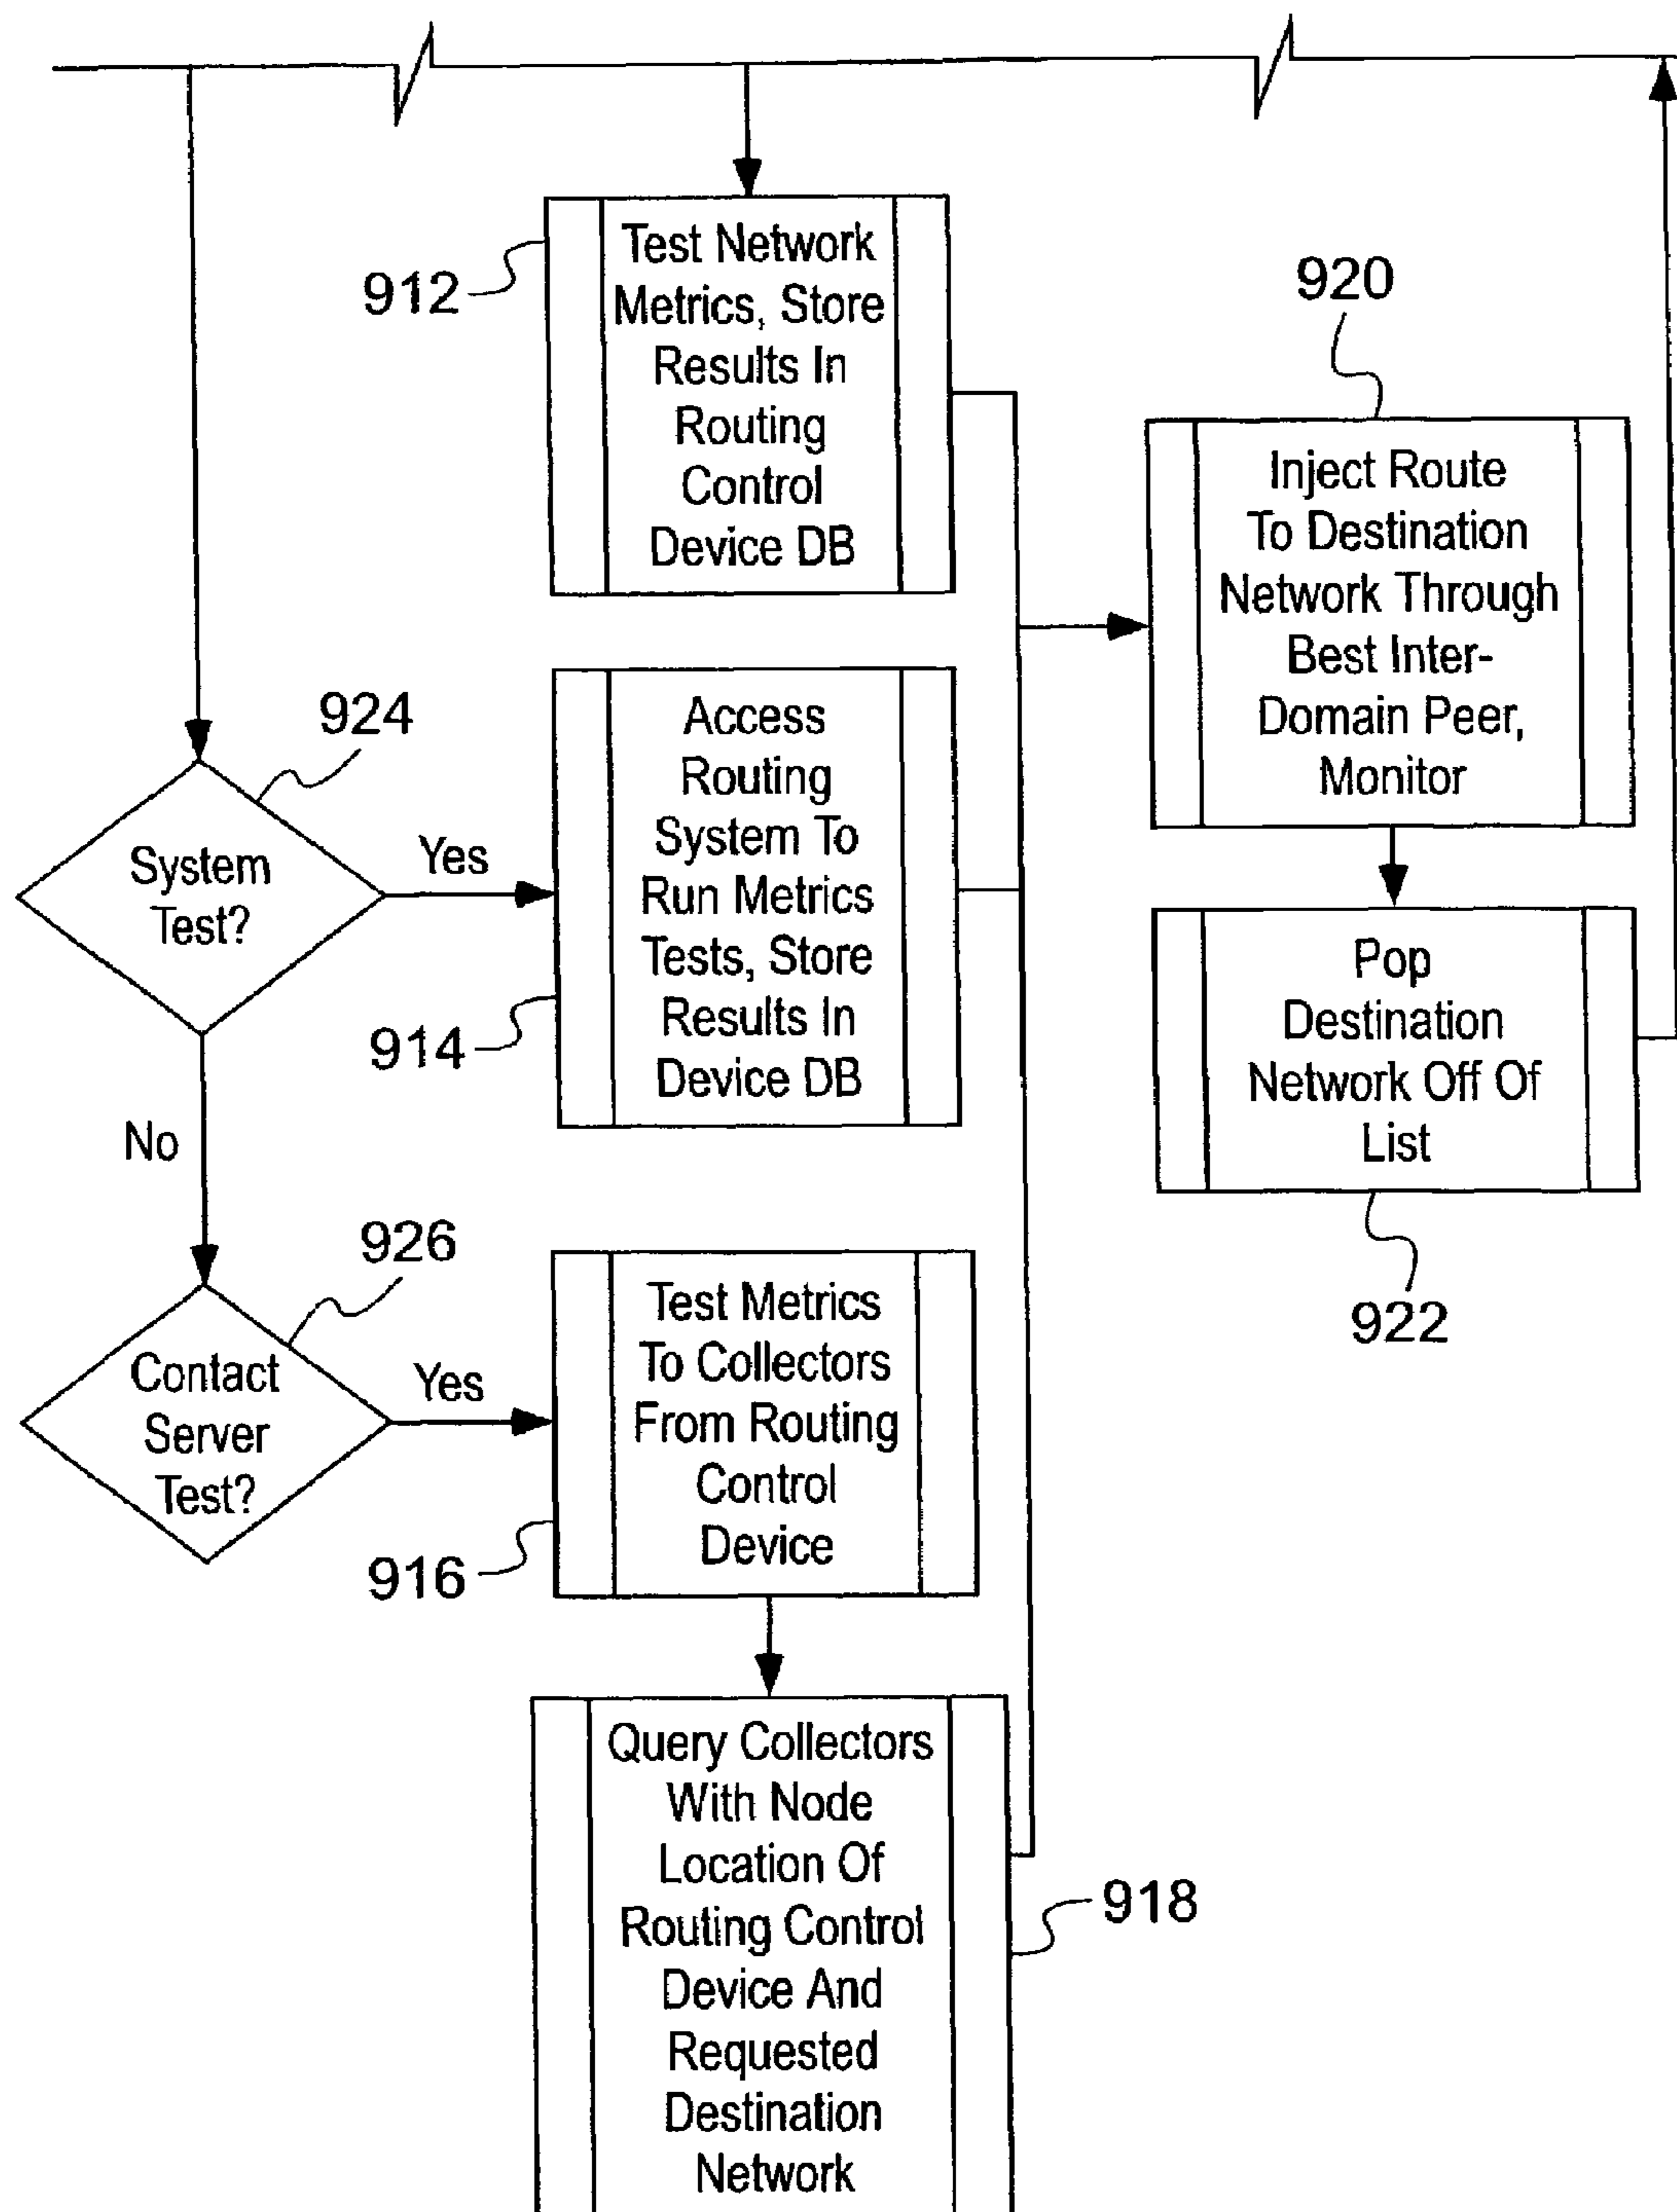 912
Test Network
Metrics, Store
Results In
Routing
Control
Device DB
920
Inject Route
To Destination
Network Through
Best Inter-
Domain Peer,
Monitor
924
System
Test?
Yes
No
914
Access
Routing
System To
Run Metrics
Tests, Store
Results In
Device DB
Pop
Destination
Network Off Of
List
922
926
Contact
Server
Test?
Yes
916
Test Metrics
To Collectors
From Routing
Control
Device
Query Collectors
With Node
Location Of
Routing Control
Device And
Requested
Destination
Network
918